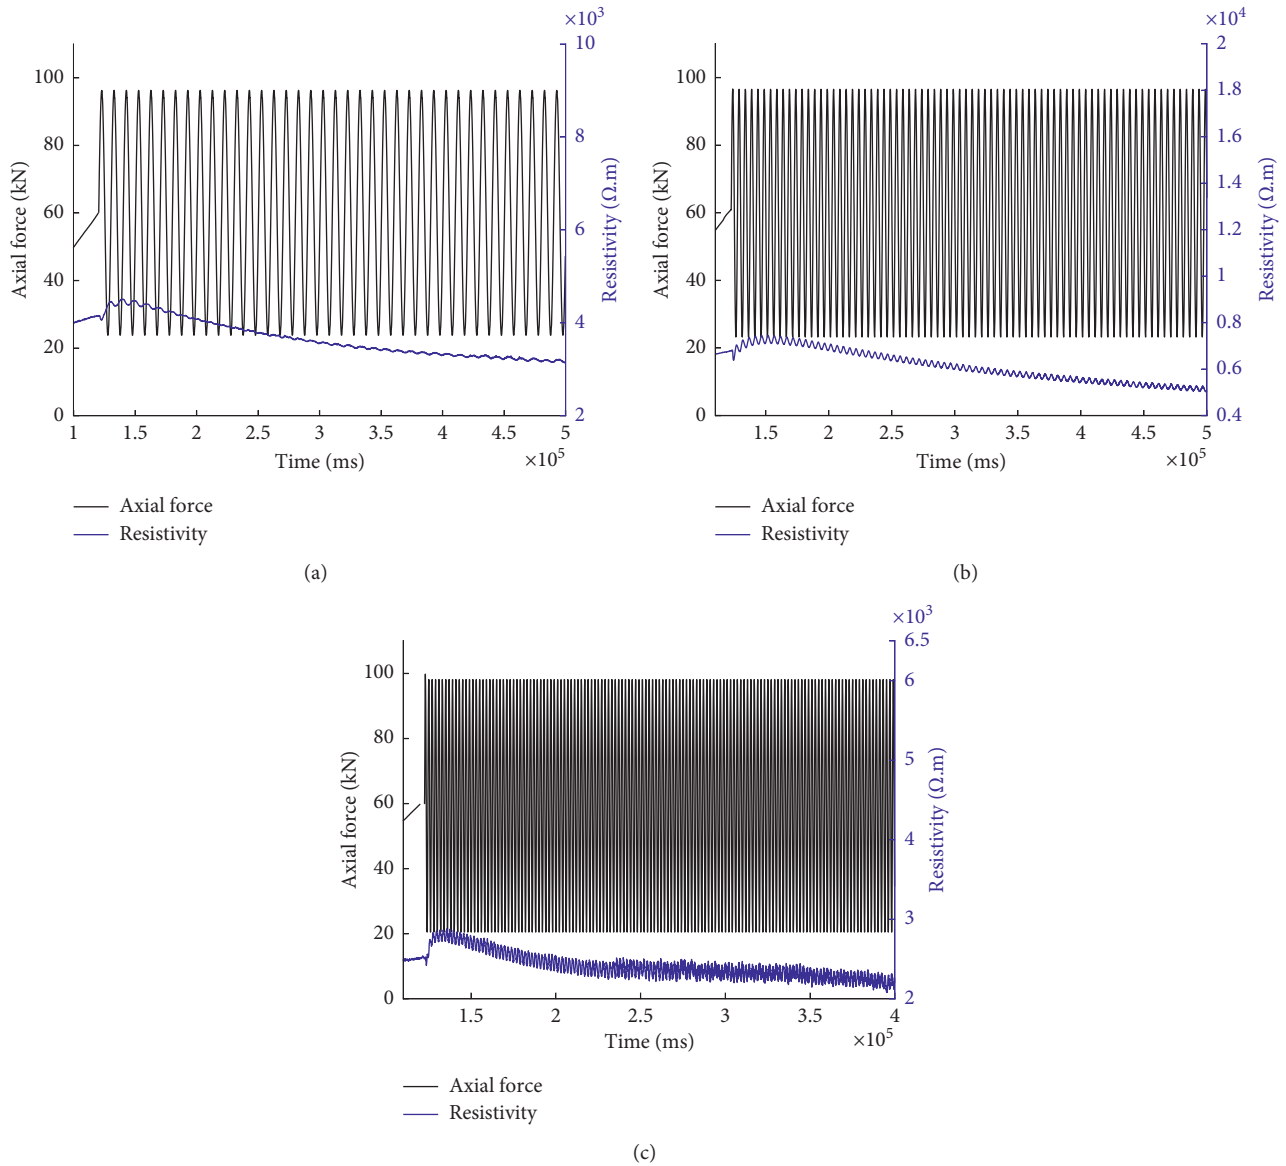 ×10³
10
8
6
4
2
100
80
60
40
20
0
Axial force (kN)
Resistivity (Ω.m)
1 1.5 2 2.5 3 3.5 4 4.5 5
Time (ms)
×10⁵
Axial force
Resistivity
(a)
×10⁴
2
1.8
1.6
1.4
1.2
1
0.8
0.6
0.4
100
80
60
40
20
0
Axial force (kN)
Resistivity (Ω.m)
1.5 2 2.5 3 3.5 4 4.5 5
Time (ms)
×10⁵
Axial force
Resistivity
(b)
×10³
6.5
6
5
4
3
2
100
80
60
40
20
0
Axial force (kN)
Resistivity (Ω.m)
1.5 2 2.5 3 3.5 4
Time (ms)
×10⁵
Axial force
Resistivity
(c)